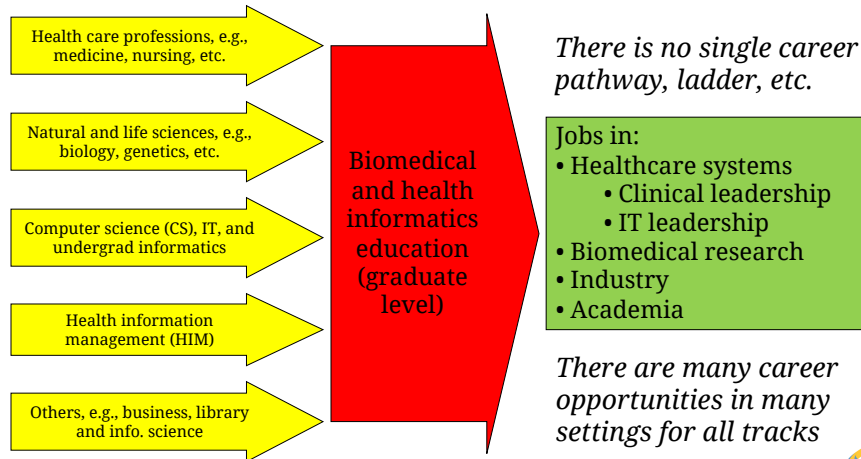 Health care professions, e.g.,
medicine, nursing, etc.
Natural and life sciences, e.g.,
biology, genetics, etc.
Computer science (CS), IT, and
undergrad informatics
Health information
management (HIM)
Others, e.g., business, library
and info. science
Biomedical
and health
informatics
education
(graduate
level)
There is no single career
pathway, ladder, etc.
Jobs in:
• Healthcare systems
• Clinical leadership
• IT leadership
• Biomedical research
• Industry
• Academia
There are many career
opportunities in many
settings for all tracks